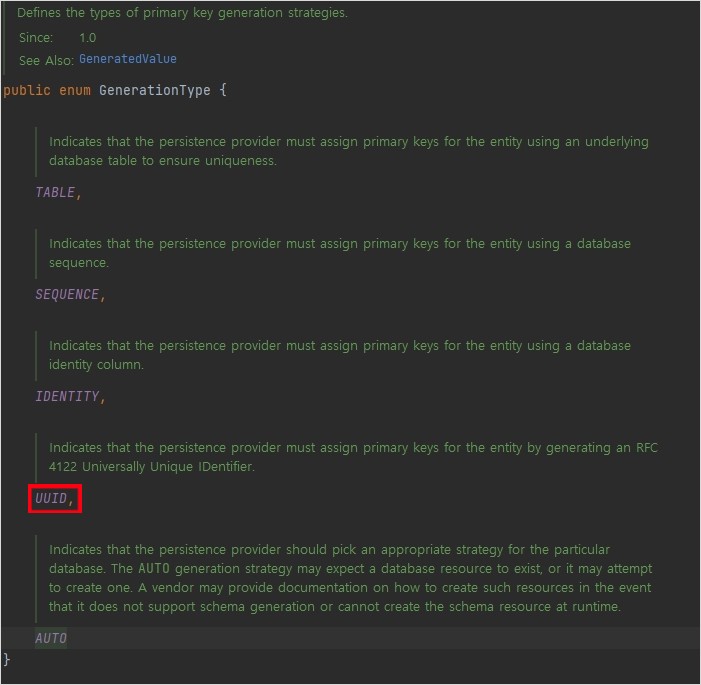 Defines the types of primary key generation strategies.
Since: 1.0
See Also: GeneratedValue
public enum GenerationType {
Indicates that the persistence provider must assign primary keys for the entity using an underlying
database table to ensure uniqueness.
TABLE,
Indicates that the persistence provider must assign primary keys for the entity using a database
sequence.
SEQUENCE,
Indicates that the persistence provider must assign primary keys for the entity using a database
identity column.
IDENTITY,
Indicates that the persistence provider must assign primary keys for the entity by generating an RFC
4122 Universally Unique IDentifier.
UUID,
Indicates that the persistence provider should pick an appropriate strategy for the particular
database. The AUTO generation strategy may expect a database resource to exist, or it may attempt
to create one. A vendor may provide documentation on how to create such resources in the event
that it does not support schema generation or cannot create the schema resource at runtime.
AUTO
}